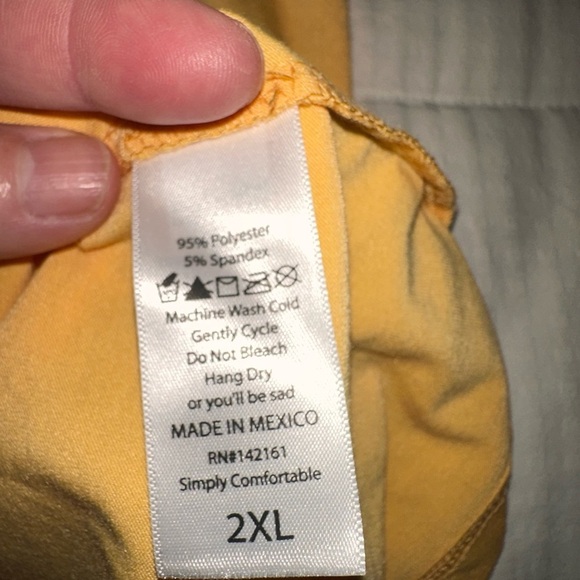 95% Polyester
5% Spandex
Machine Wash Cold
Gently Cycle
Do Not Bleach
Hang Dry
or you'll be sad
MADE IN MEXICO
RN#142161
Simply Comfortable
2XL